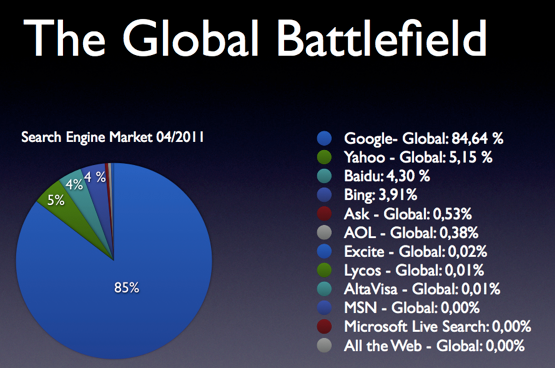 The Global Battlefield
Search Engine Market 04/2011
85%
5%
4%
4 %
Google- Global: 84,64 %
Yahoo - Global: 5,15 %
Baidu: 4,30 %
Bing: 3,91%
Ask - Global: 0,53%
AOL - Global: 0,38%
Excite - Global: 0,02%
Lycos - Global: 0,01%
AltaVisa - Global: 0,01%
MSN - Global: 0,00%
Microsoft Live Search: 0,00%
All the Web - Global: 0,00%